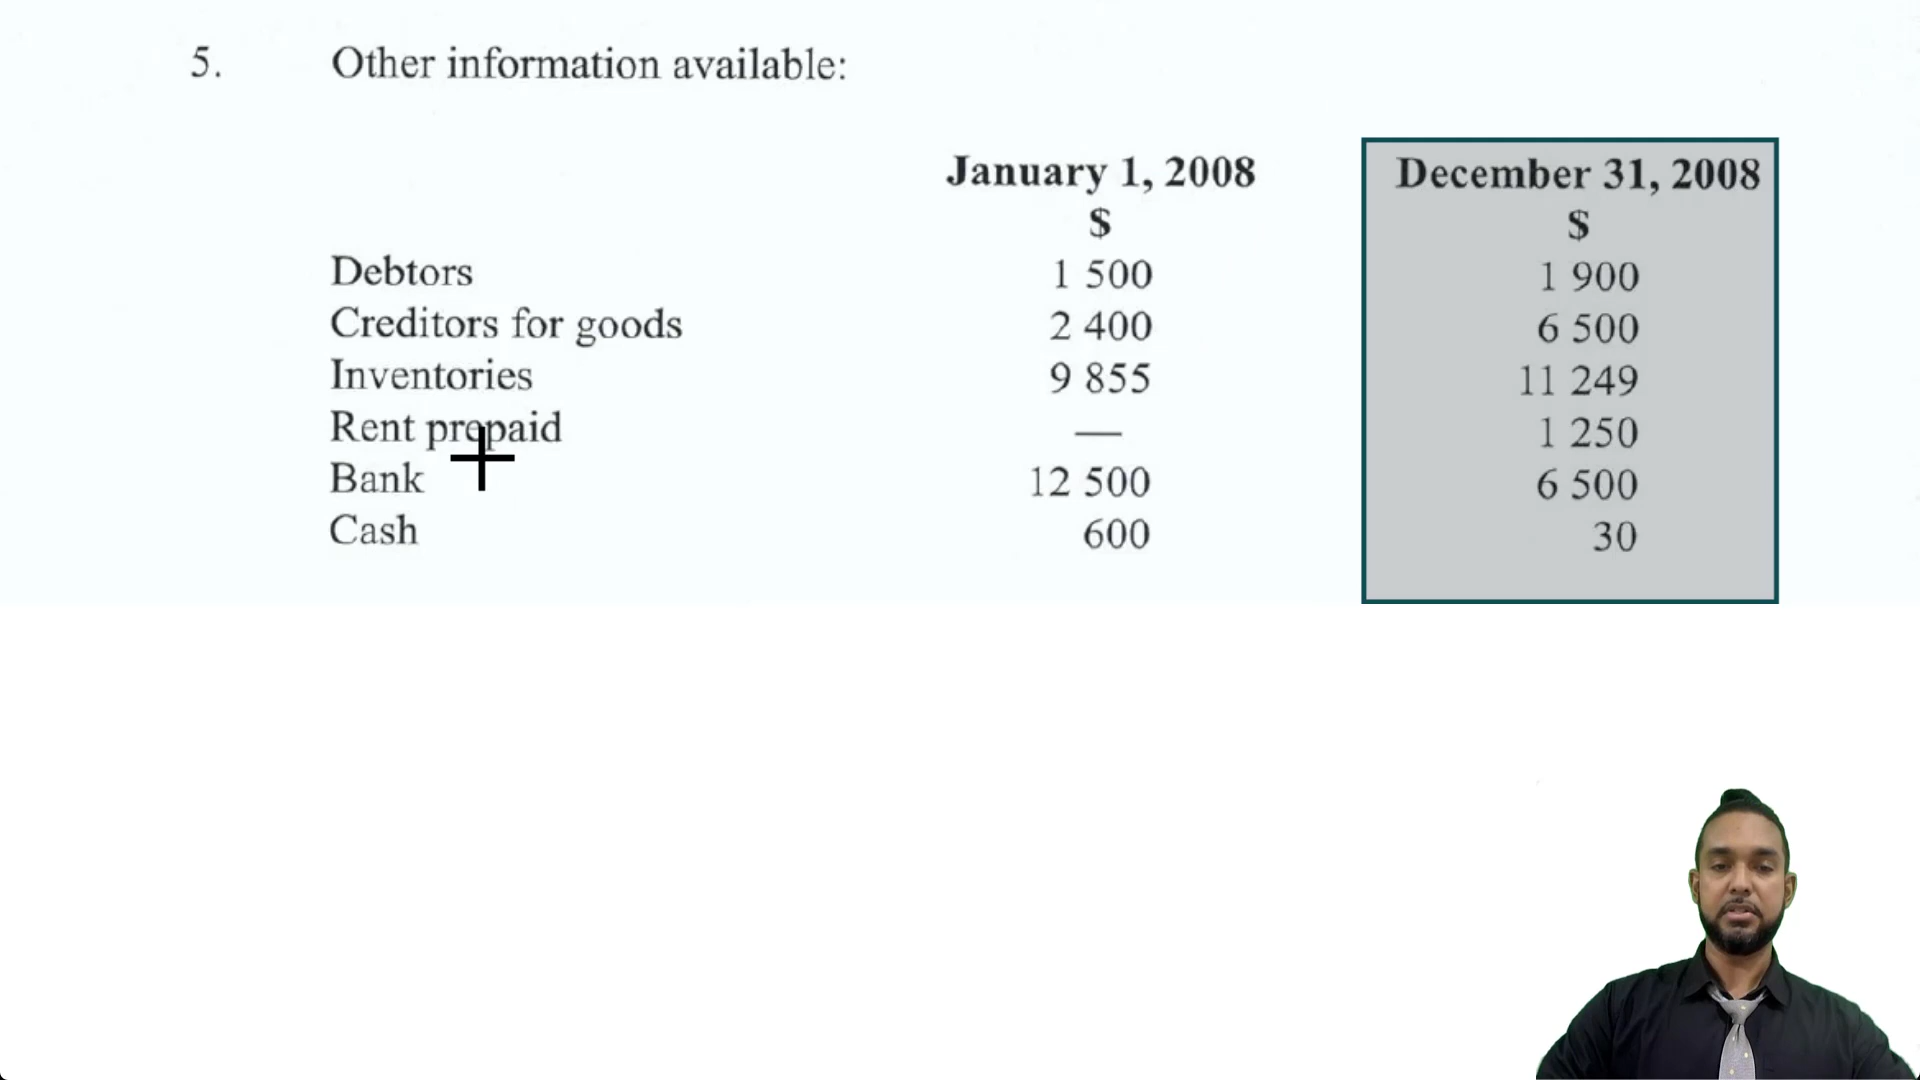 5. Other information available:
January 1, 2008 December 31, 2008
$ $
Debtors 1 500 1 900
Creditors for goods 2 400 6 500
Inventories 9 855 11 249
Rent prepaid — 1 250
Bank 12 500 6 500
Cash 600 30